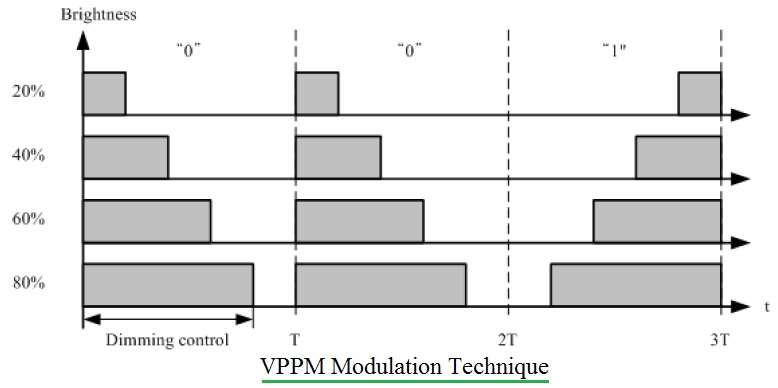 Brightness
“0” “0” “1"
20%
40%
60%
80%
t
Dimming control T 2T 3T
VPPM Modulation Technique